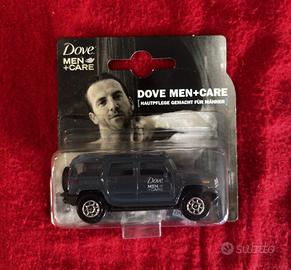 Dove
MEN
+CARE
DOVE MEN+CARE
HAUTPFLEGE GEMACHT FÜR MÄNNER
Dove
MEN
+CARE
subito